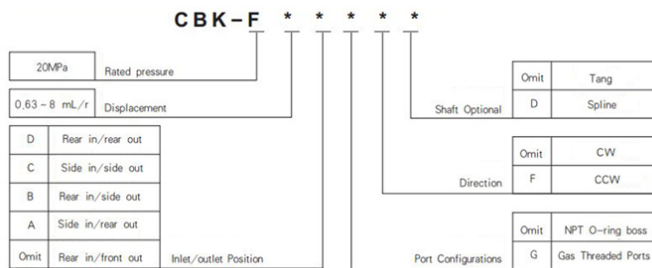 CBK-F * * * * *
20MPa Rated pressure
0,63-8 mL/r Displacement
D Rear in/rear out
C Side in/side out
B Rear in/side out
A Side in/rear out
Omit Rear in/front out Inlet/outlet Position
Omit Tang
Shaft Optional D Spline
Omit CW
Direction F CCW
Omit NPT O-ring boss
Port Configurations G Gas Threaded Ports